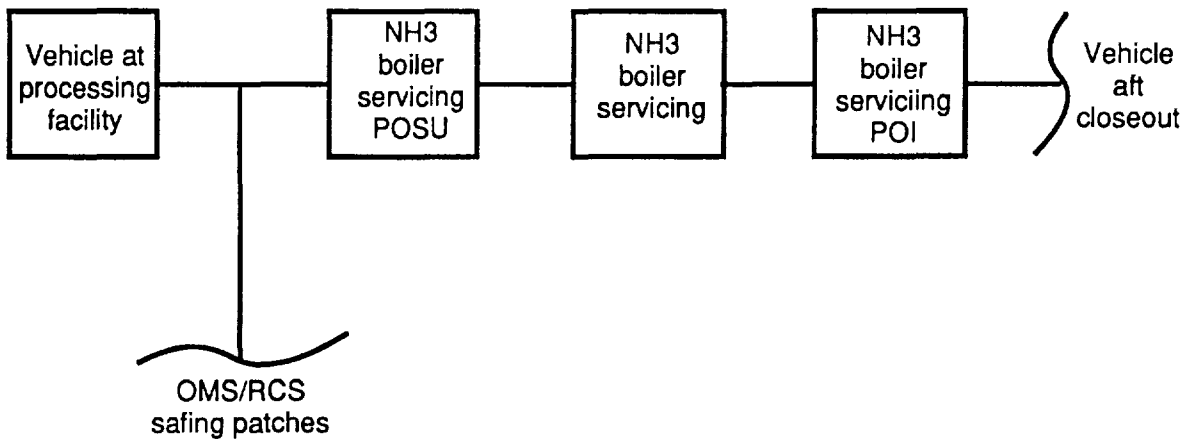 Vehicle at
processing
facility
NH3
boiler
servicing
POSU
NH3
boiler
servicing
NH3
boiler
serviciing
POI
Vehicle
aft
closeout
OMS/RCS
safing patches